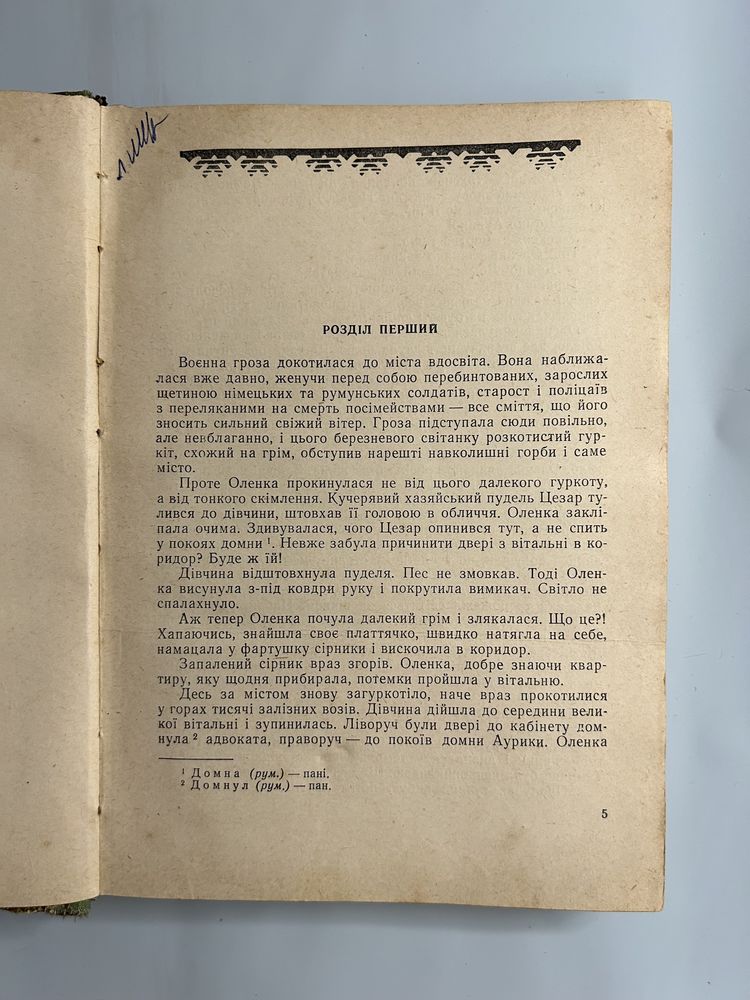 РОЗДІЛ ПЕРШИЙ
Воєнна гроза докотилася до міста вдосвіта. Вона наближа-
лася вже давно, женучи перед собою перебинтованих, зарослих
щетиною німецьких та румунських солдатів, старост і поліцаїв
з переляканими на смерть посімействами — все сміття, що його
зносить сильний свіжий вітер. Гроза підступала сюди повільно,
але невблаганно, і цього березневого світанку розкотистий гур-
кіт, схожий на грім, обступив нарешті навколишні горби і саме
місто.
Проте Оленка прокинулася не від цього далекого гуркоту,
а від тонкого скімлення. Кучерявий хазяйський пудель Цезар ту-
лився до дівчини, штовхав її головою в обличчя. Оленка заклі-
пала очима. Здивувалася, чого Цезар опинився тут, а не спить
у покоях домни ¹. Невже забула причинити двері з вітальні в ко-
ридор? Буде ж їй!
Дівчина відштовхнула пуделя. Пес не змовкав. Тоді Олен-
ка висунула з-під ковдри руку і покрутила вимикач. Світло не
спалахнуло.
Аж тепер Оленка почула далекий грім і злякалася. Що це?!
Хапаючись, знайшла своє платтячко, швидко натягла на себе,
намацала у фартушку сірники і вискочила в коридор.
Запалений сірник враз згорів. Оленка, добре знаючи квар-
тиру, яку щодня прибирала, потемки пройшла у вітальню.
Десь за містом знову загуркотіло, наче враз прокотилися
у горах тисячі залізних возів. Дівчина дійшла до середини вели-
кої вітальні і зупинилась. Ліворуч були двері до кабінету дом-
нула ² адвоката, праворуч — до покоїв домни Аурики. Оленка
¹ Домна (рум.) — пані.
² Домнул (рум.) — пан.
5